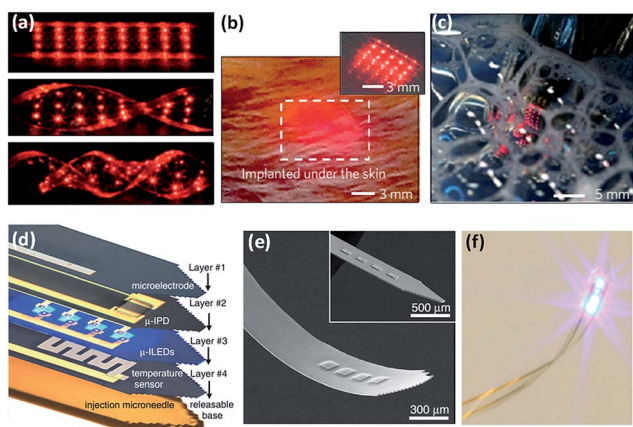 (a)
(b)
3 mm
Implanted under the skin
3 mm
(c)
5 mm
(d)
Layer #1
microelectrode
Layer #2
μ-IPD
Layer #3
μ-ILEDs
Layer #4
temperature
sensor
injection microneedle
releasable
base
(e)
500 μm
300 μm
(f)